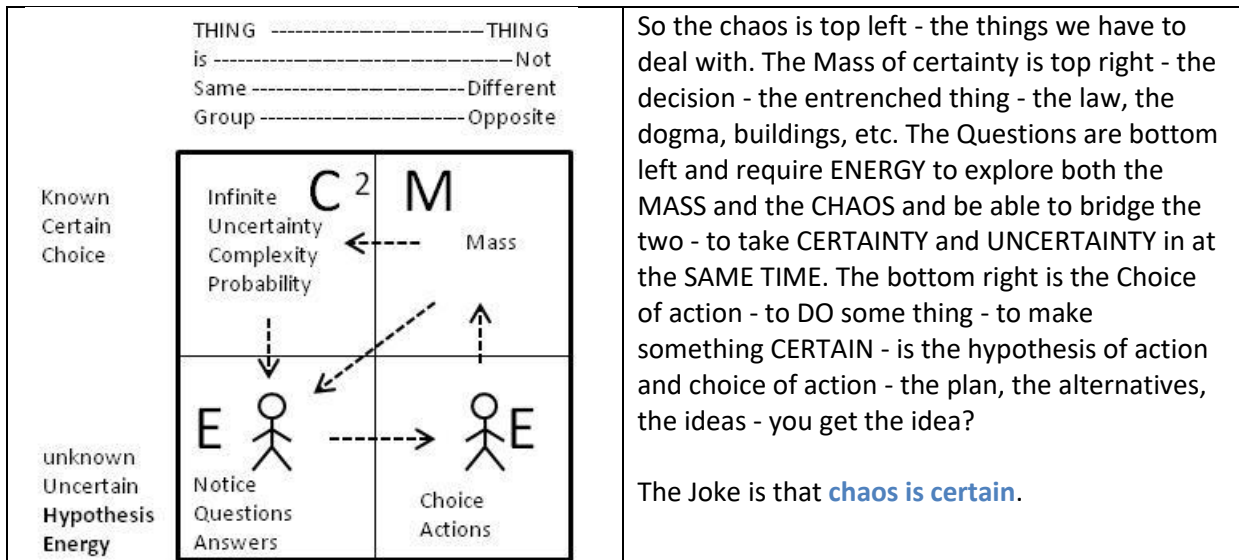 THING ------------------------------ THING
is ------------------------------------------ Not
Same ----------------------------- Different
Group ----------------------------- Opposite
Known
Certain
Choice
Infinite
Uncertainty
Complexity
Probability
C 2
M
Mass
unknown
Uncertain
Hypothesis
Energy
E
Notice
Questions
Answers
E
Choice
Actions
So the chaos is top left - the things we have to
deal with. The Mass of certainty is top right - the
decision - the entrenched thing - the law, the
dogma, buildings, etc. The Questions are bottom
left and require ENERGY to explore both the
MASS and the CHAOS and be able to bridge the
two - to take CERTAINTY and UNCERTAINTY in at
the SAME TIME. The bottom right is the Choice
of action - to DO some thing - to make
something CERTAIN - is the hypothesis of action
and choice of action - the plan, the alternatives,
the ideas - you get the idea?
The Joke is that chaos is certain.